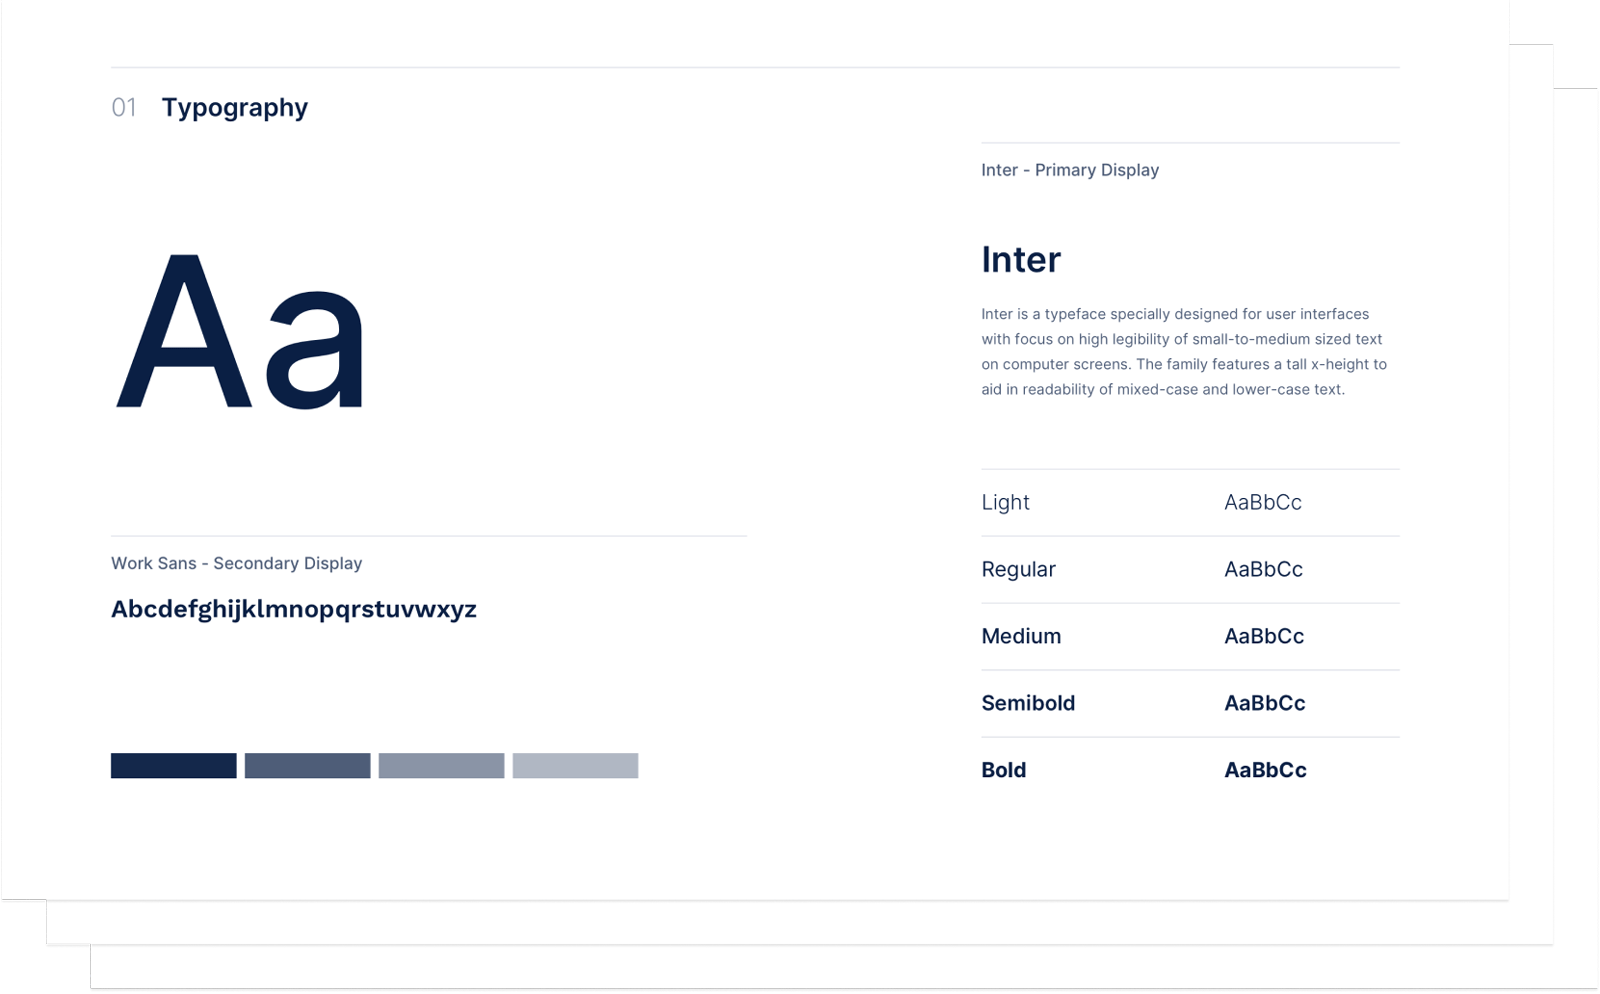 01 Typography
Aa
Work Sans - Secondary Display
Abcdefghijklmnopqrstuvwxyz
Inter - Primary Display
Inter
Inter is a typeface specially designed for user interfaces
with focus on high legibility of small-to-medium sized text
on computer screens. The family features a tall x-height to
aid in readability of mixed-case and lower-case text.
Light AaBbCc
Regular AaBbCc
Medium AaBbCc
Semibold AaBbCc
Bold AaBbCc